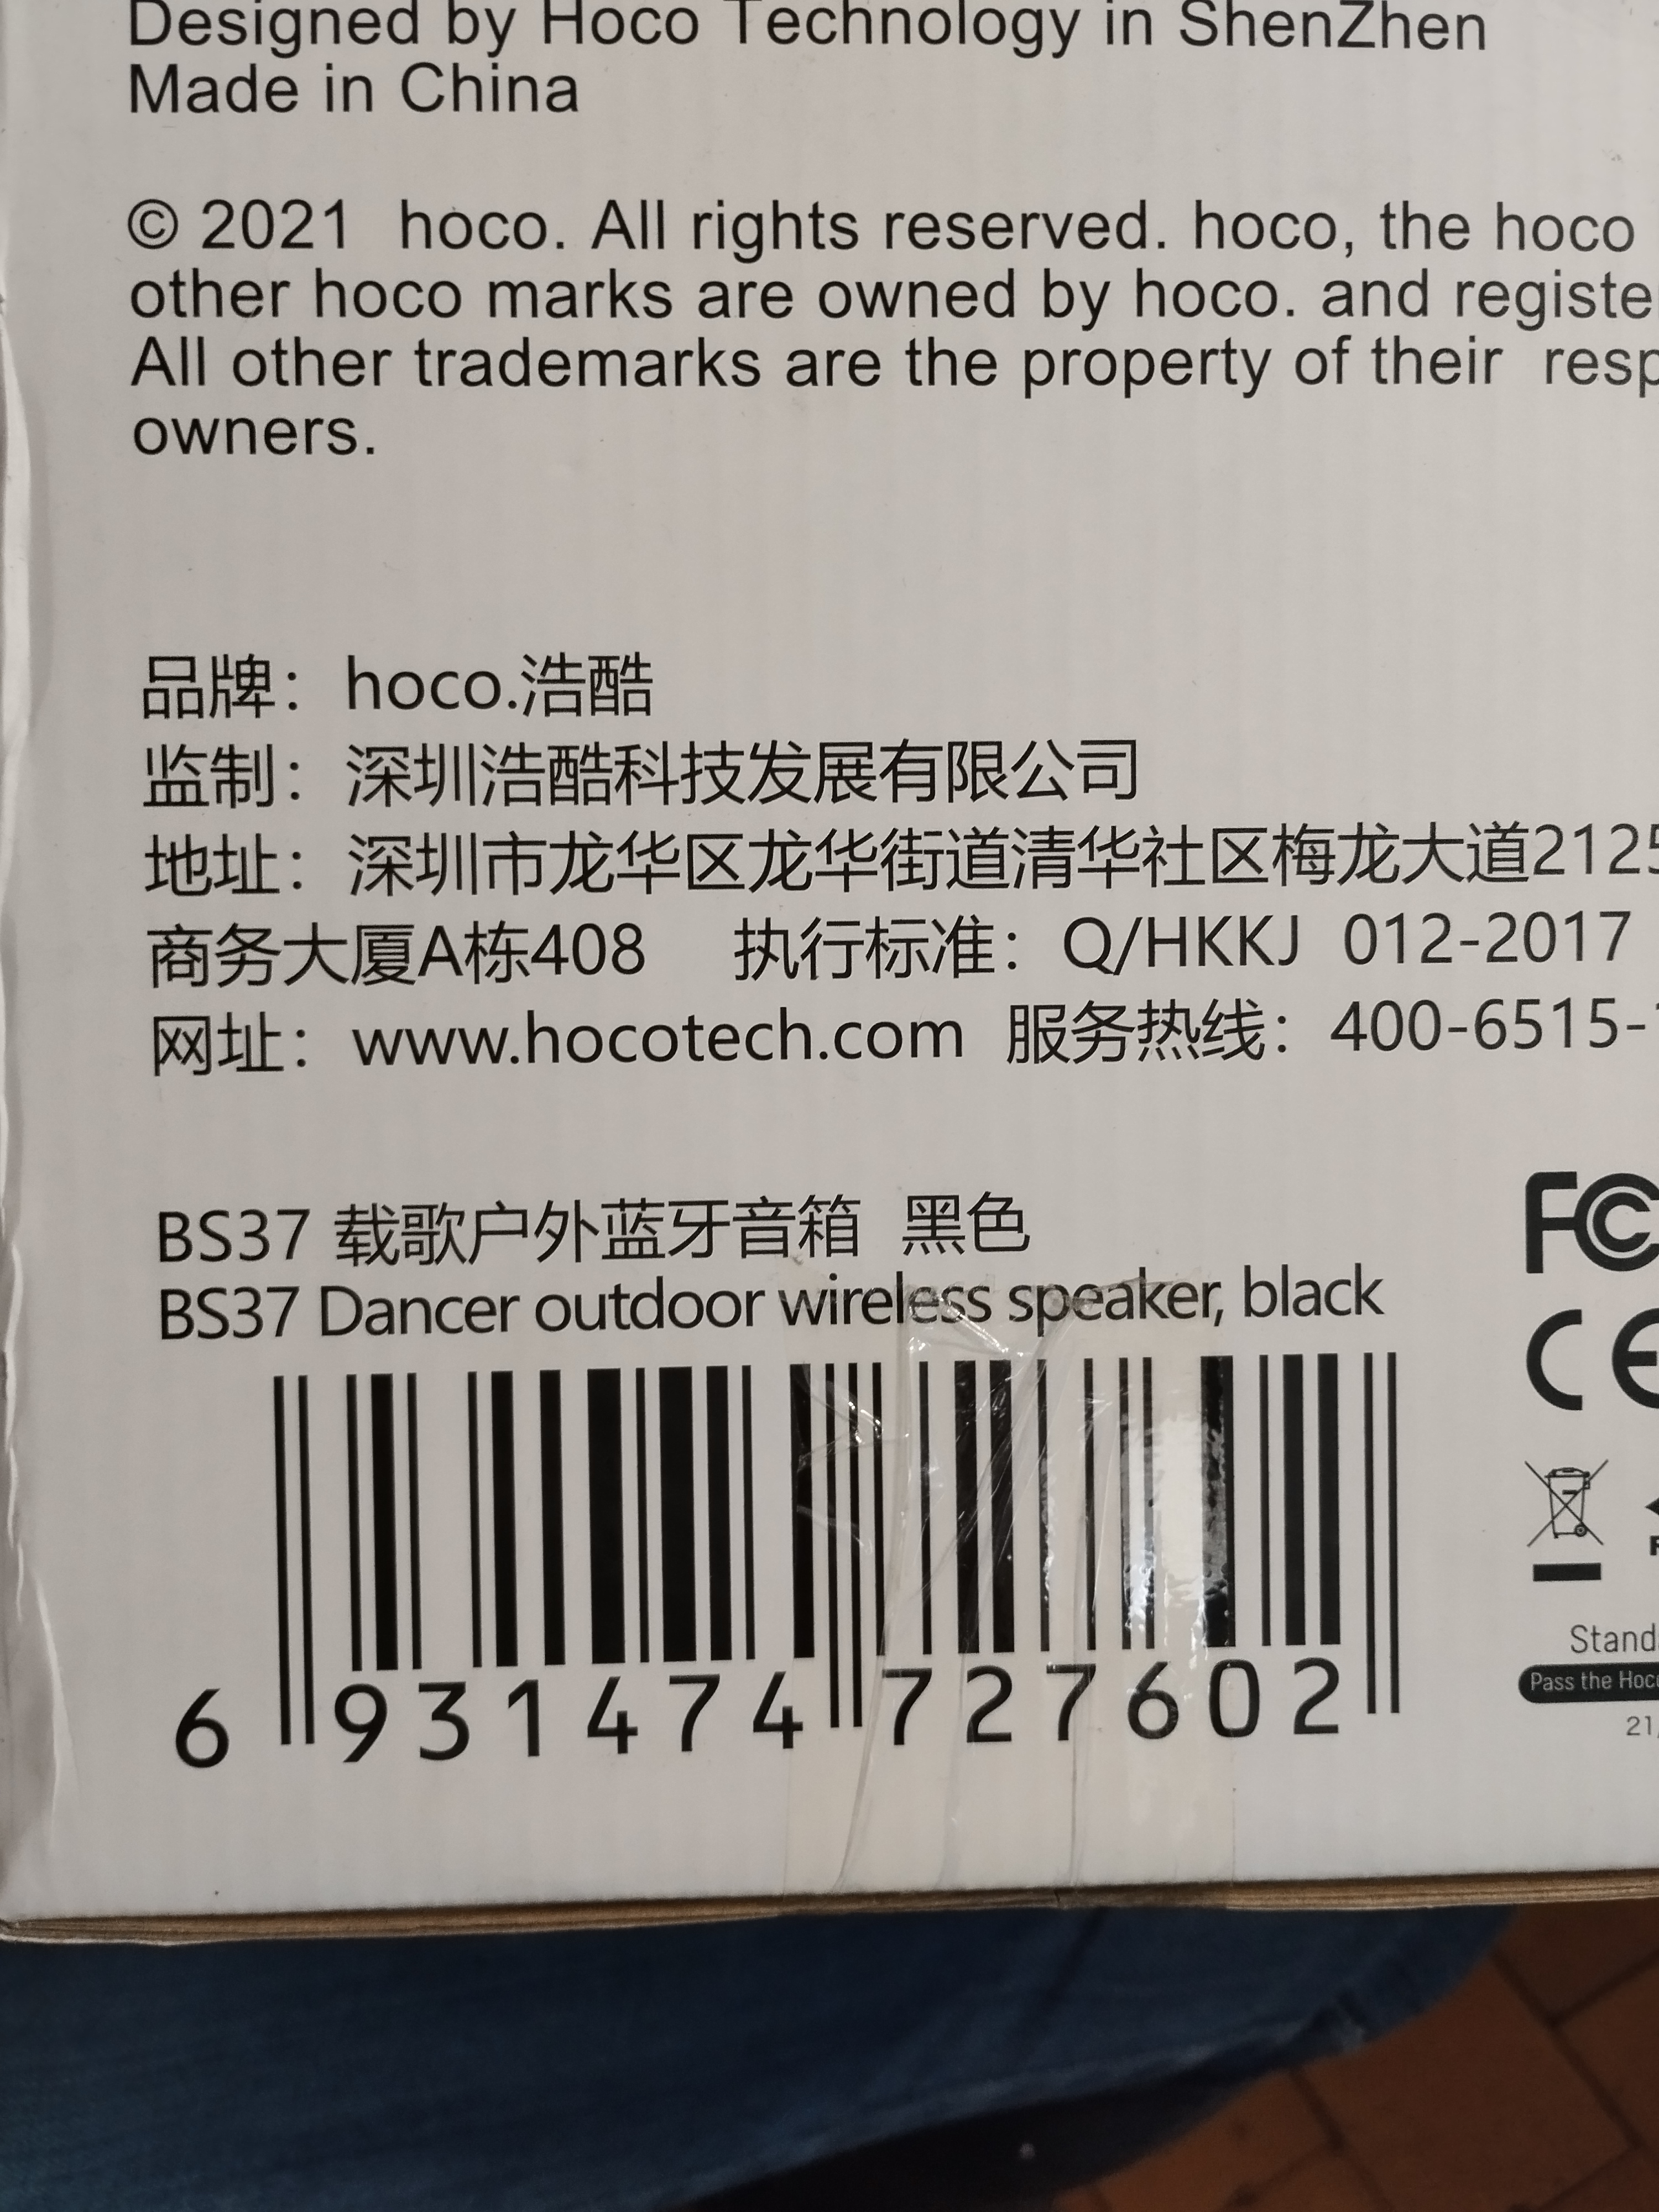 Designed by Hoco Technology in ShenZhen
Made in China
© 2021 hoco. All rights reserved. hoco, the hoco
other hoco marks are owned by hoco. and
All other trademarks are the property of their
owners.
品牌：hoco.浩酷
监制：深圳浩酷科技发展有限公司
地址：深圳市龙华区龙华街道清华社区梅龙大道2125
商务大厦A栋408 执行标准：Q/HKKJ 012-2017
网址：www.hocotech.com 服务热线：400-6515-
BS37 载歌户外蓝牙音箱 黑色
BS37 Dancer outdoor wireless speaker, black
FC
CE
Pass the
6 931474 727602